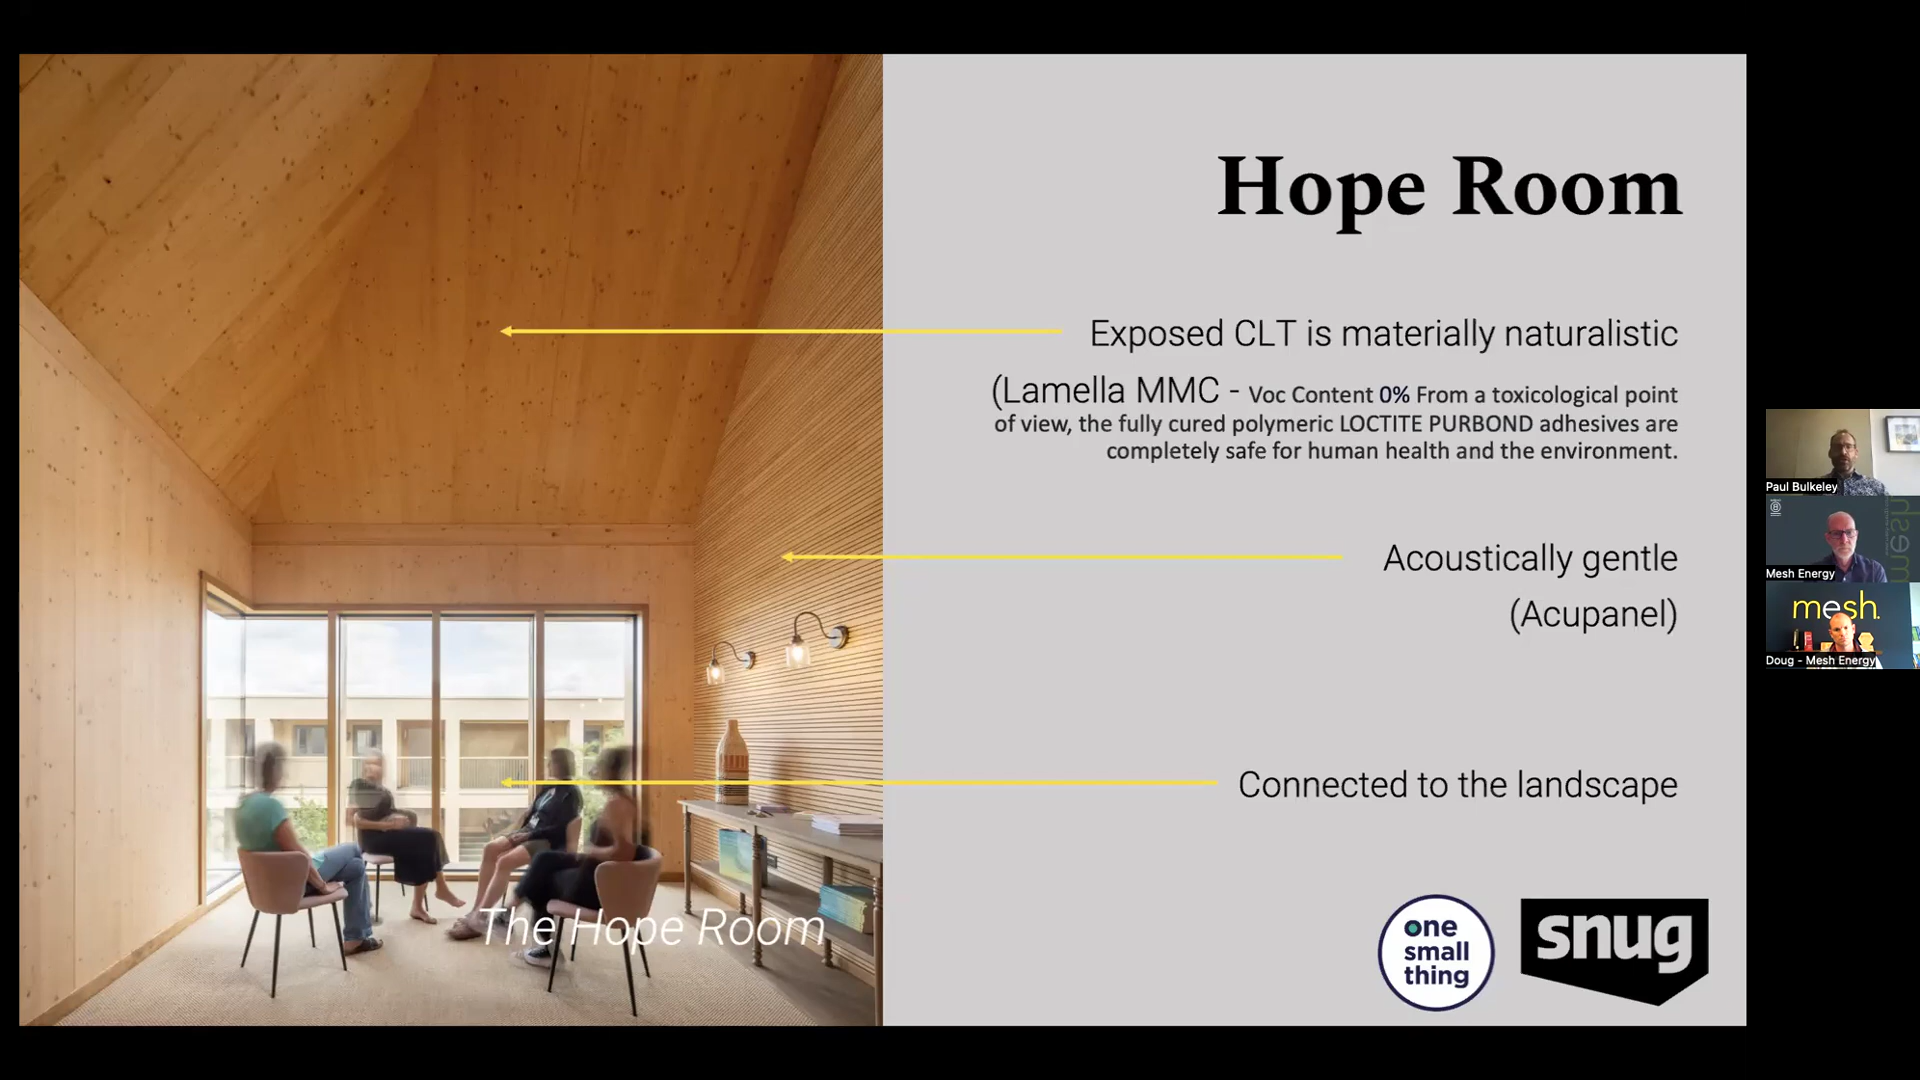 Hope Room
Exposed CLT is materially naturalistic
(Lamella MMC - Voc Content 0% From a toxicological point
of view, the fully cured polymeric LOCTITE PURBOND adhesives are
completely safe for human health and the environment.
Acoustically gentle
(Acupanel)
Connected to the landscape
The Hope Room
one
small
thing
snug
Paul Bulkeley
mesh
Mesh Energy
mesh.
Doug - Mesh Energy